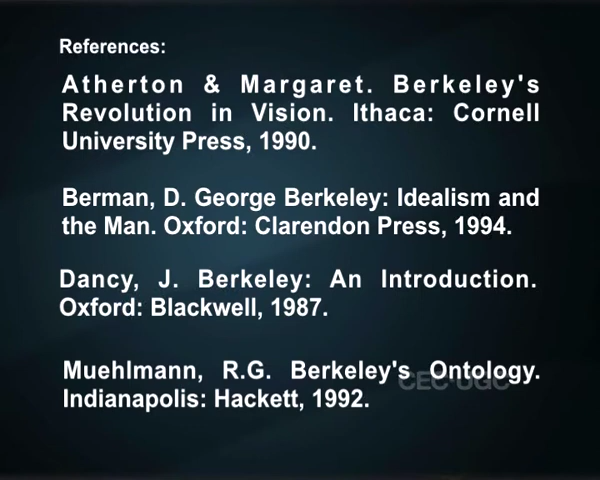 References:
Atherton & Margaret. Berkeley's
Revolution in Vision. Ithaca: Cornell
University Press, 1990.
Berman, D. George Berkeley: Idealism and
the Man. Oxford: Clarendon Press, 1994.
Dancy, J. Berkeley: An Introduction.
Oxford: Blackwell, 1987.
Muehlmann, R.G. Berkeley's Ontology.
CEC-UGC
Indianapolis: Hackett, 1992.